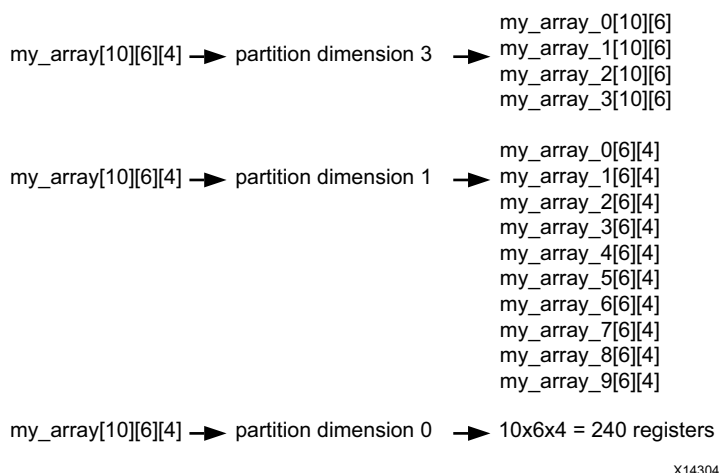 my_array[10][6][4] → partition dimension 3 → my_array_0[10][6]
my_array_1[10][6]
my_array_2[10][6]
my_array_3[10][6]
my_array[10][6][4] → partition dimension 1 → my_array_0[6][4]
my_array_1[6][4]
my_array_2[6][4]
my_array_3[6][4]
my_array_4[6][4]
my_array_5[6][4]
my_array_6[6][4]
my_array_7[6][4]
my_array_8[6][4]
my_array_9[6][4]
my_array[10][6][4] → partition dimension 0 → 10x6x4 = 240 registers
X14304